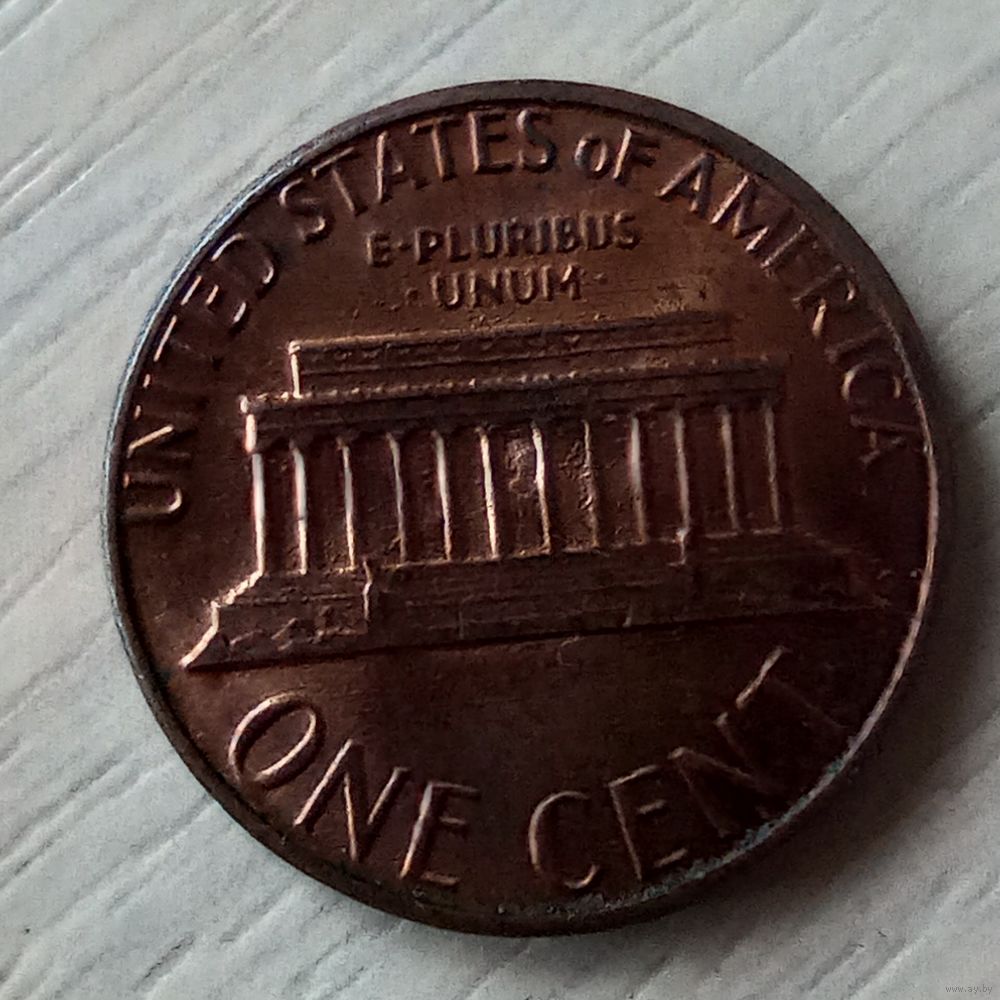 UNITED STATES oF AMERICA
E·PLURIBUS
·UNUM·
ONE CENT
www.ay.by